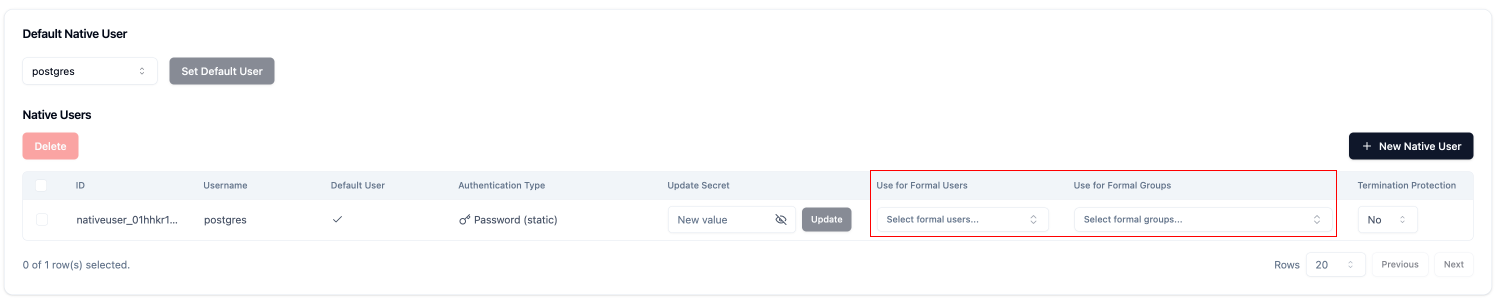 Default Native User
postgres
Set Default User
Native Users
Delete
+ New Native User
ID Username Default User Authentication Type Update Secret Use for Formal Users Use for Formal Groups Termination Protection
nativeuser_01hhkr1... postgres Password (static) New value Update Select formal users... Select formal groups... No
0 of 1 row(s) selected. Rows 20 Previous Next